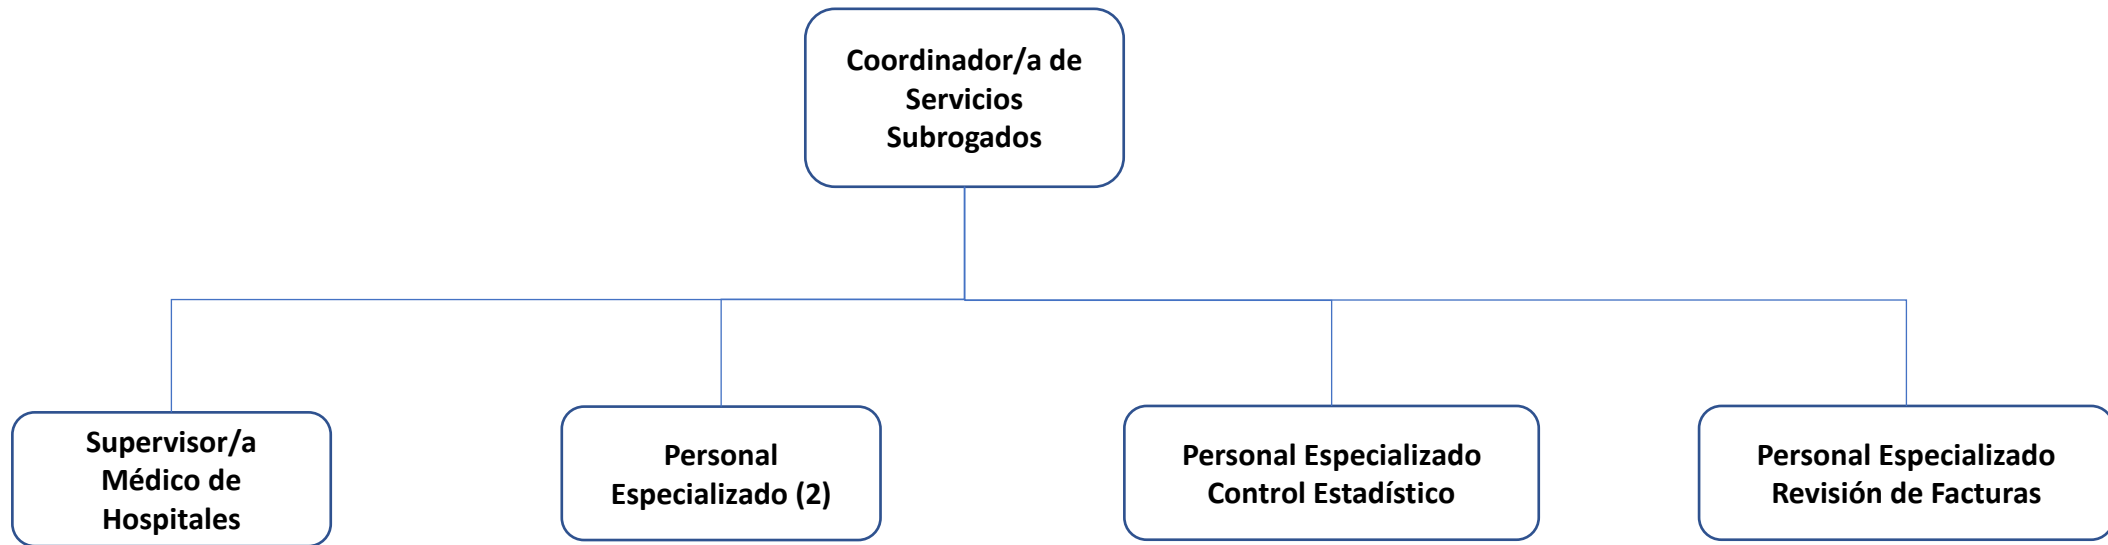 Coordinador/a de
Servicios
Subrogados
Supervisor/a
Médico de
Hospitales
Personal
Especializado (2)
Personal Especializado
Control Estadístico
Personal Especializado
Revisión de Facturas